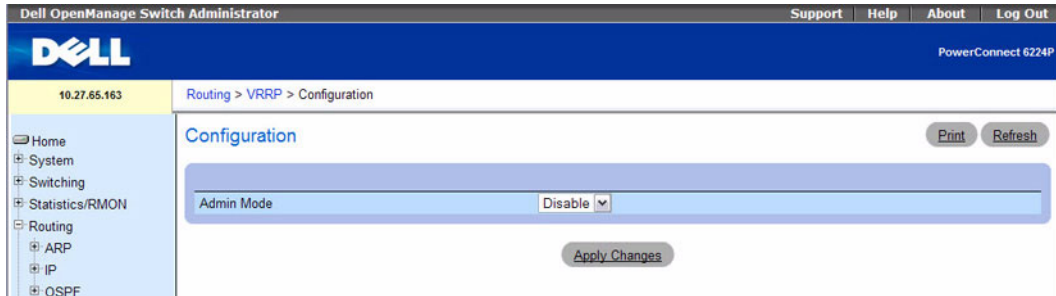 Dell OpenManage Switch Administrator
Support Help About Log Out
DELL
PowerConnect 6224P
10.27.65.163
Routing > VRRP > Configuration
Home
System
Switching
Statistics/RMON
Routing
ARP
IP
OSPF
Configuration
Print Refresh
Admin Mode Disable
Apply Changes